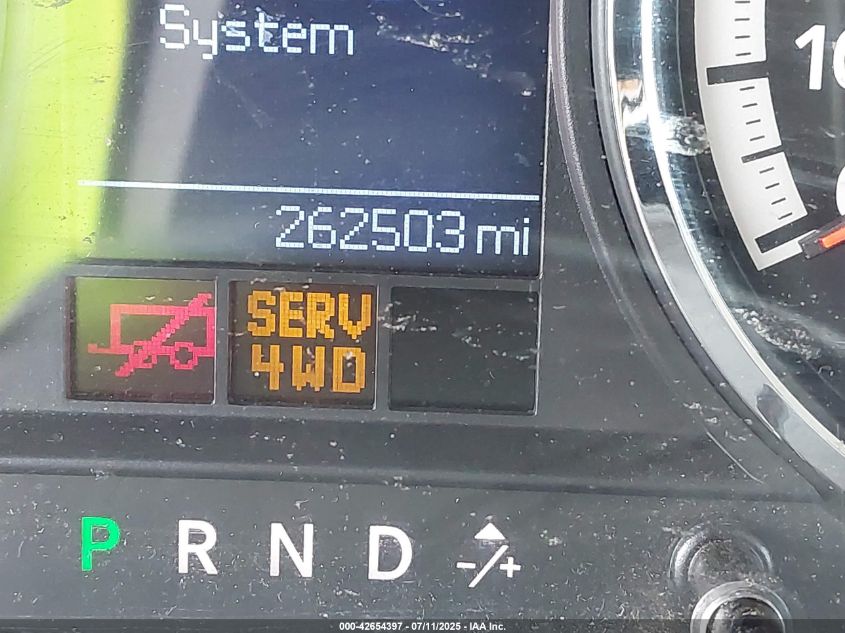 System
262503 mi
SERV
4WD
P R N D -/+
000-42654397 - 07/11/2025 - IAA Inc.